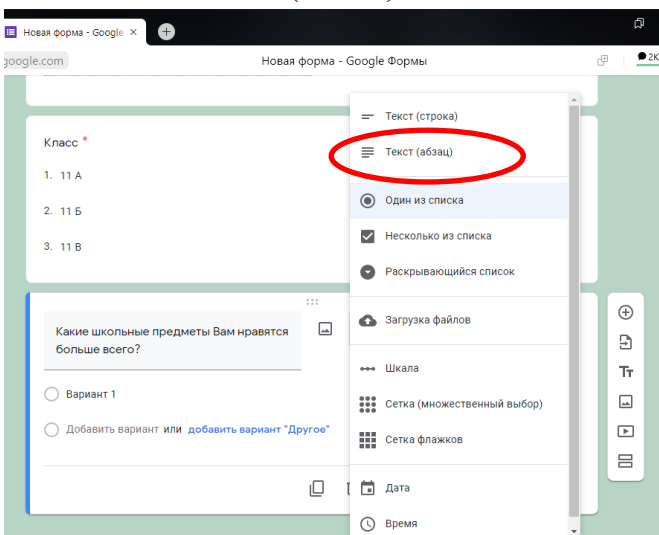 Новая форма - Google
google.com
Новая форма - Google Формы
2K
Текст (строка)
Класс *
Текст (абзац)
1. 11 А
Один из списка
2. 11 Б
Несколько из списка
3. 11 В
Раскрывающийся список
Загрузка файлов
Какие школьные предметы Вам нравятся
больше всего?
Шкала
Вариант 1
Сетка (множественный выбор)
Добавить вариант или добавить вариант "Другое"
Сетка флажков
Дата
Время
Тт